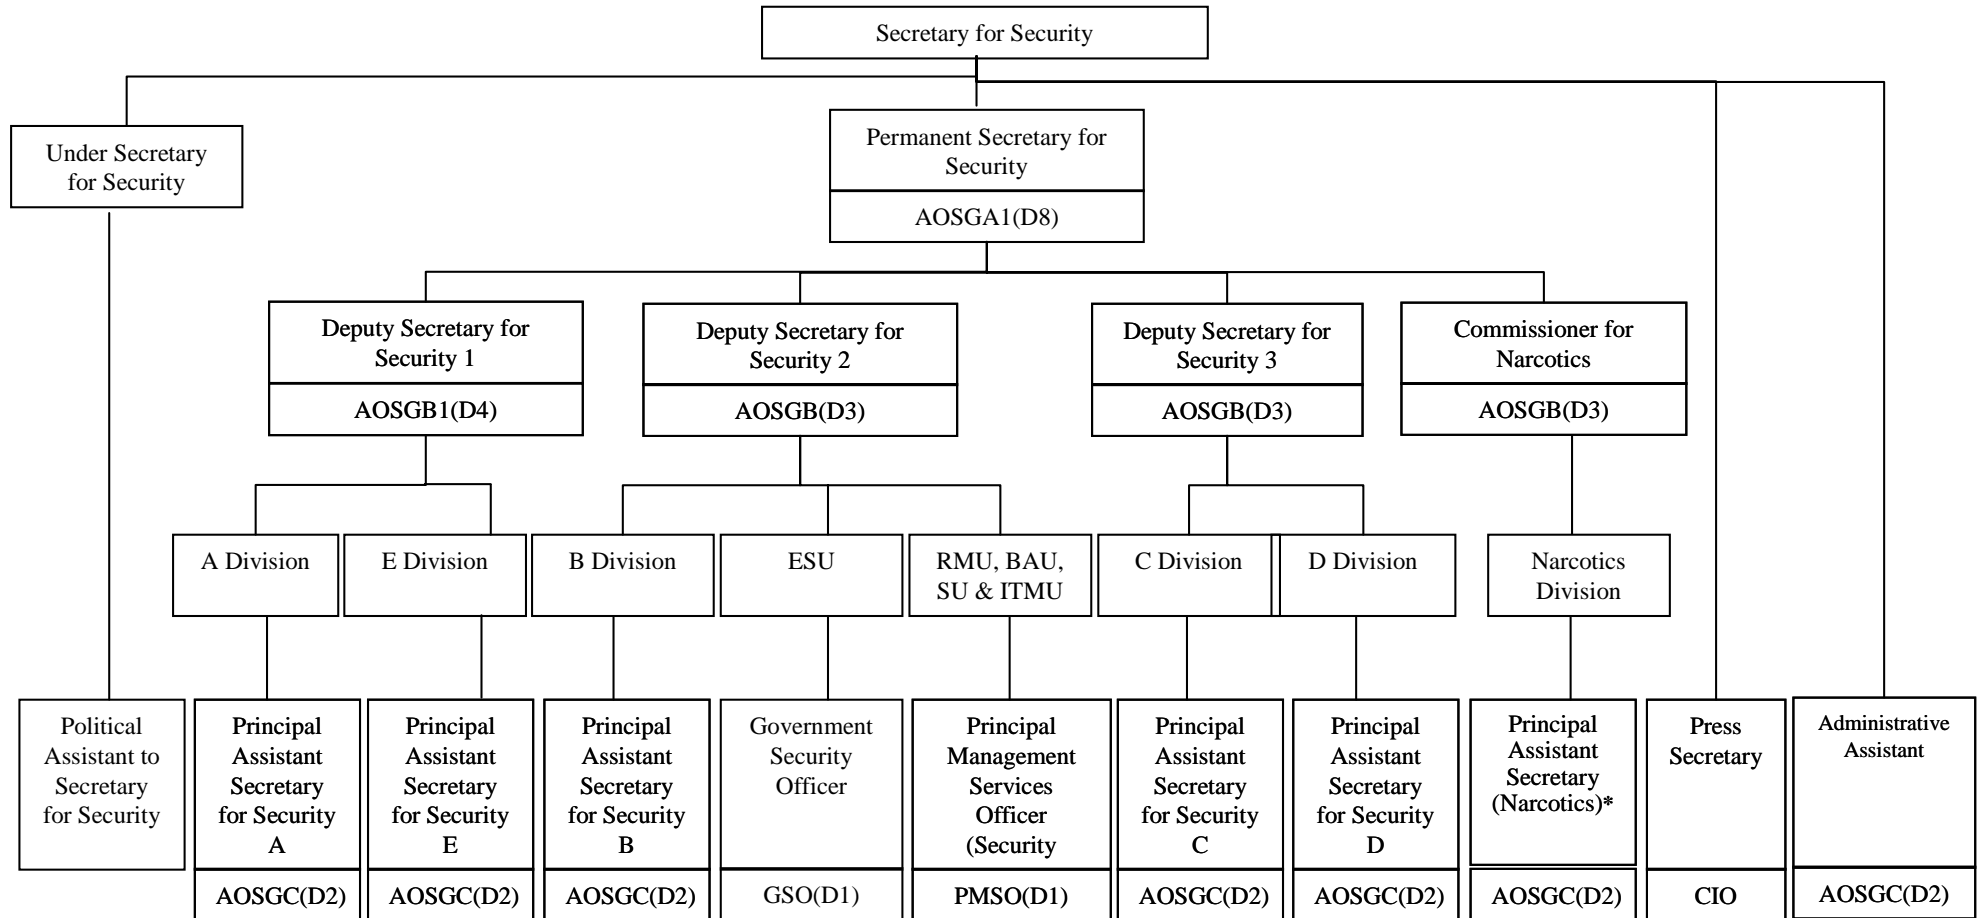 Secretary for Security
Under Secretary
for Security
Permanent Secretary for
Security
AOSGA1(D8)
Deputy Secretary for
Security 1
AOSGB1(D4)
Deputy Secretary for
Security 2
AOSGB(D3)
Deputy Secretary for
Security 3
AOSGB(D3)
Commissioner for
Narcotics
AOSGB(D3)
A Division
E Division
B Division
ESU
RMU, BAU,
SU & ITMU
C Division
D Division
Narcotics
Division
Political
Assistant to
Secretary
for Security
Principal
Assistant
Secretary
for Security
A
AOSGC(D2)
Principal
Assistant
Secretary
for Security
E
AOSGC(D2)
Principal
Assistant
Secretary
for Security
B
AOSGC(D2)
Government
Security
Officer
GSO(D1)
Principal
Management
Services
Officer
(Security
PMSO(D1)
Principal
Assistant
Secretary
for Security
C
AOSGC(D2)
Principal
Assistant
Secretary
for Security
D
AOSGC(D2)
Principal
Assistant
Secretary
(Narcotics)*
AOSGC(D2)
Press
Secretary
CIO
Administrative
Assistant
AOSGC(D2)